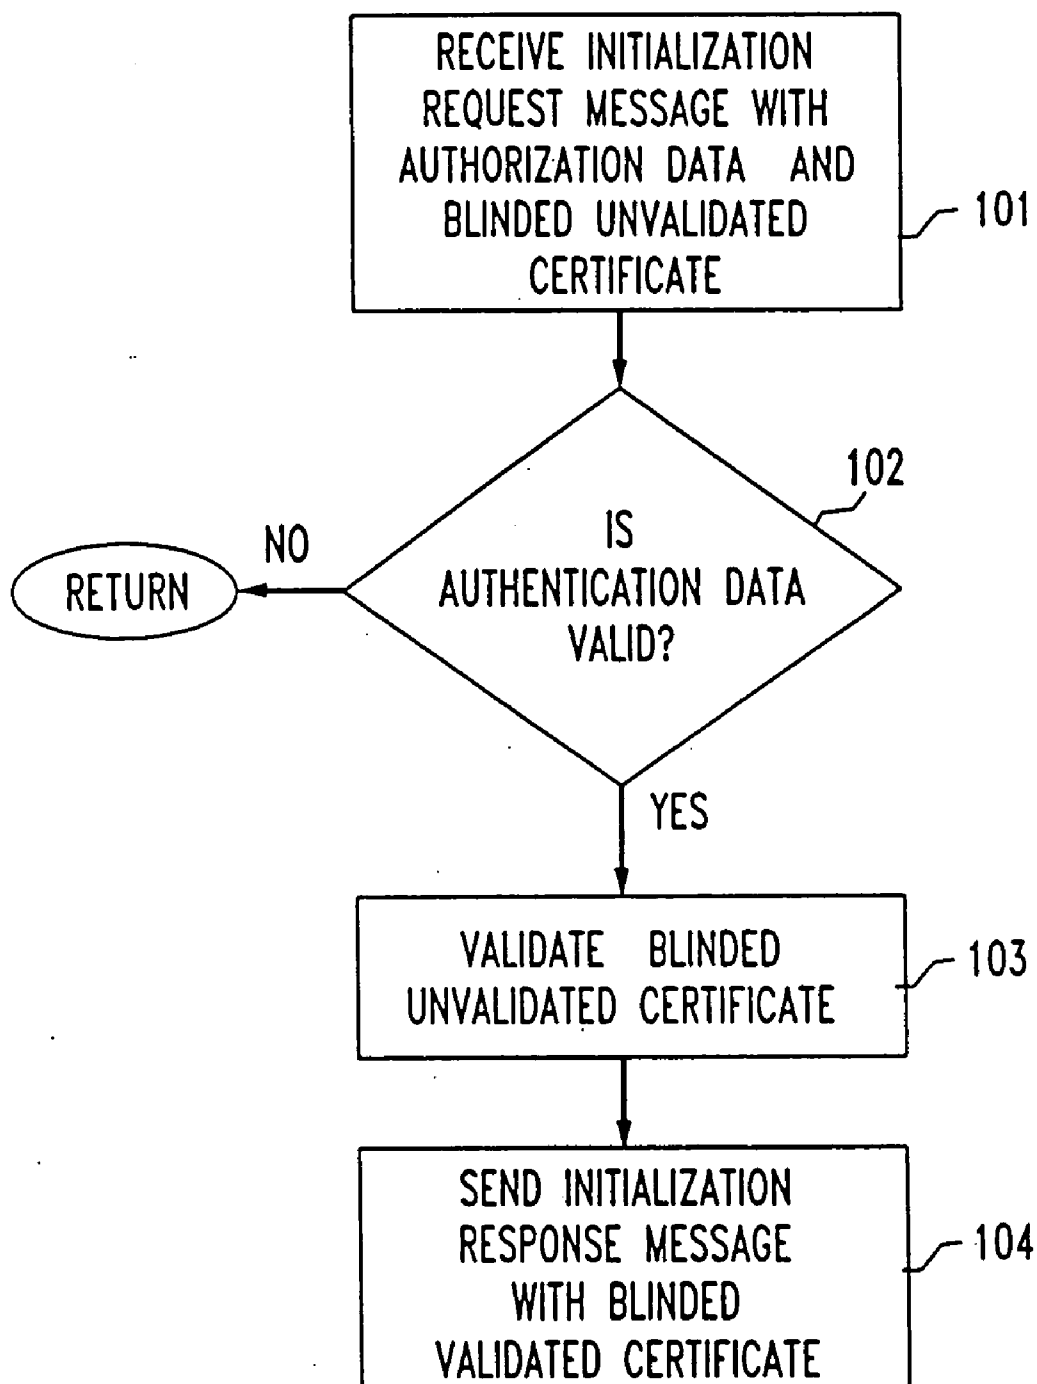 RECEIVE INITIALIZATION
REQUEST MESSAGE WITH
AUTHORIZATION DATA AND
BLINDED UNVALIDATED
CERTIFICATE
101
102
IS
AUTHENTICATION DATA
VALID?
NO
RETURN
YES
VALIDATE BLINDED
UNVALIDATED CERTIFICATE
103
SEND INITIALIZATION
RESPONSE MESSAGE
WITH BLINDED
VALIDATED CERTIFICATE
104